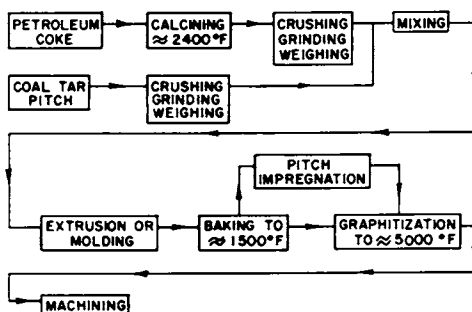 PETROLEUM
COKE
CALCINING
≈ 2400°F
CRUSHING
GRINDING
WEIGHING
MIXING
COAL TAR
PITCH
CRUSHING
GRINDING
WEIGHING
PITCH
IMPREGNATION
EXTRUSION OR
MOLDING
BAKING TO
≈ 1500°F
GRAPHITIZATION
TO ≈ 5000 °F
MACHINING